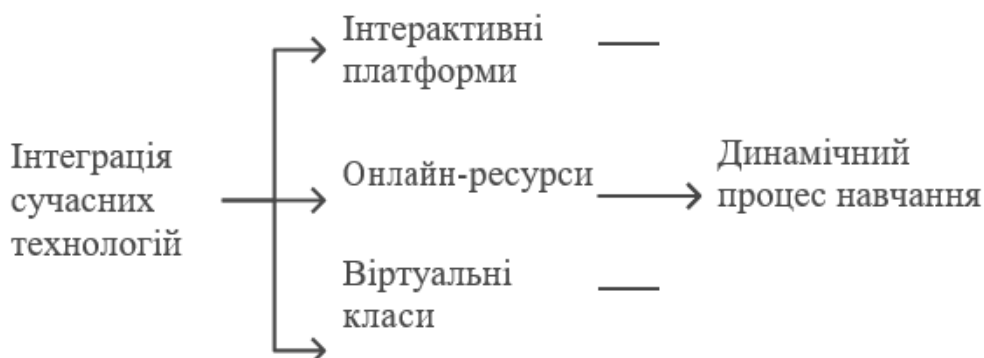 Інтеграція
сучасних
технологій
Інтерактивні
платформи
Онлайн-ресурси
Віртуальні
класи
Динамічний
процес навчання